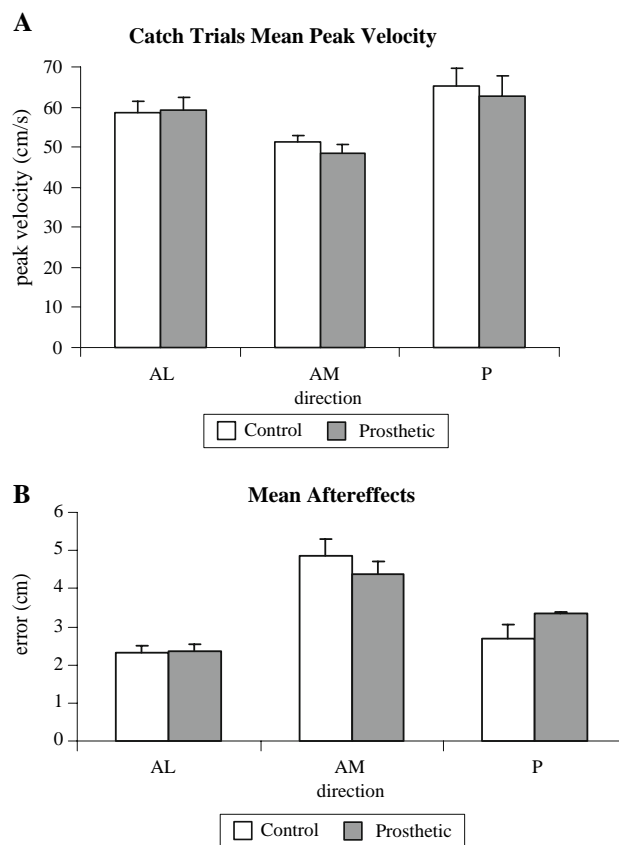 A
Catch Trials Mean Peak Velocity
70
60
50
40
30
20
10
0
peak velocity (cm/s)
AL AM P
direction
Control Prosthetic
B
Mean Aftereffects
6
5
4
3
2
1
0
error (cm)
AL AM P
direction
Control Prosthetic